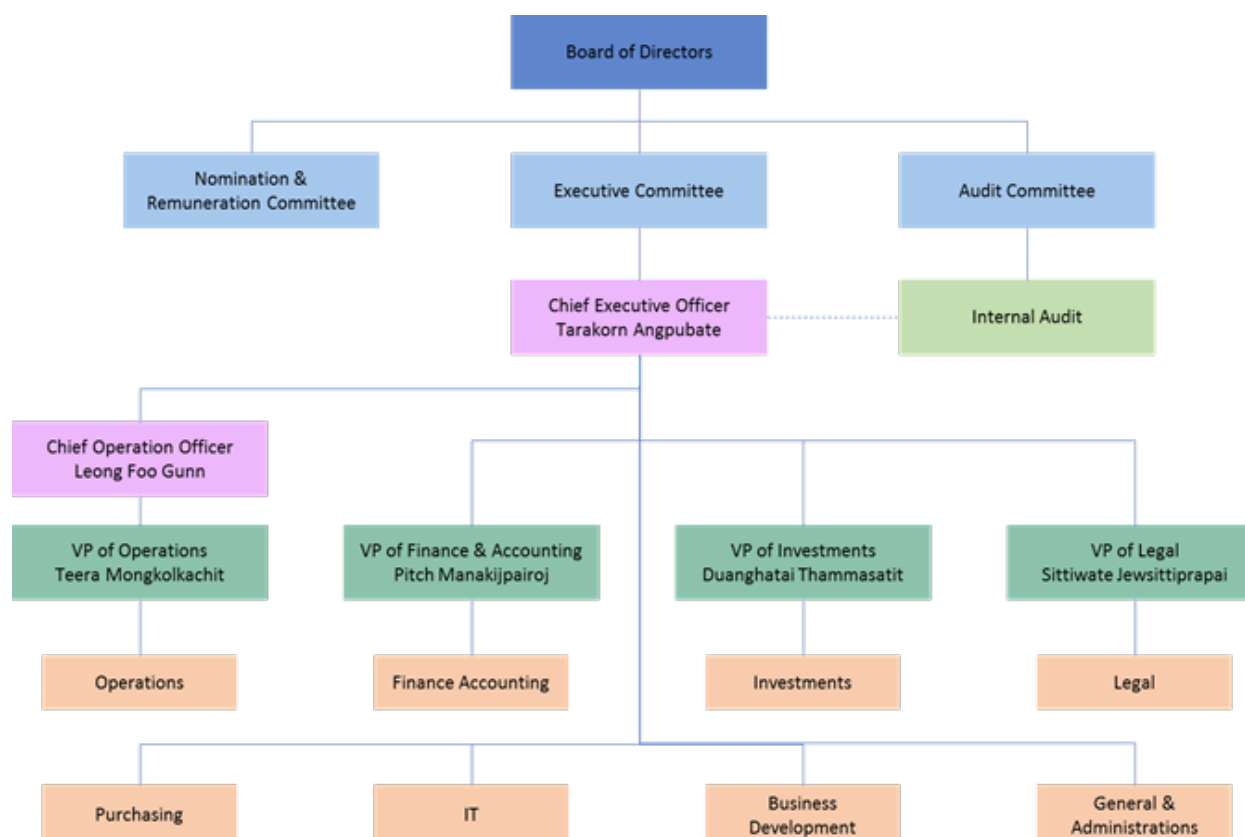 Board of Directors
Nomination &
Remuneration Committee
Executive Committee
Audit Committee
Chief Executive Officer
Tarakorn Angpubate
Internal Audit
Chief Operation Officer
Leong Foo Gunn
VP of Operations
Teera Mongkolkachit
VP of Finance & Accounting
Pitch Manakijpairoj
VP of Investments
Duanghatai Thammasatit
VP of Legal
Sittiwate Jewsittiprapai
Operations
Finance Accounting
Investments
Legal
Purchasing
IT
Business
Development
General &
Administrations